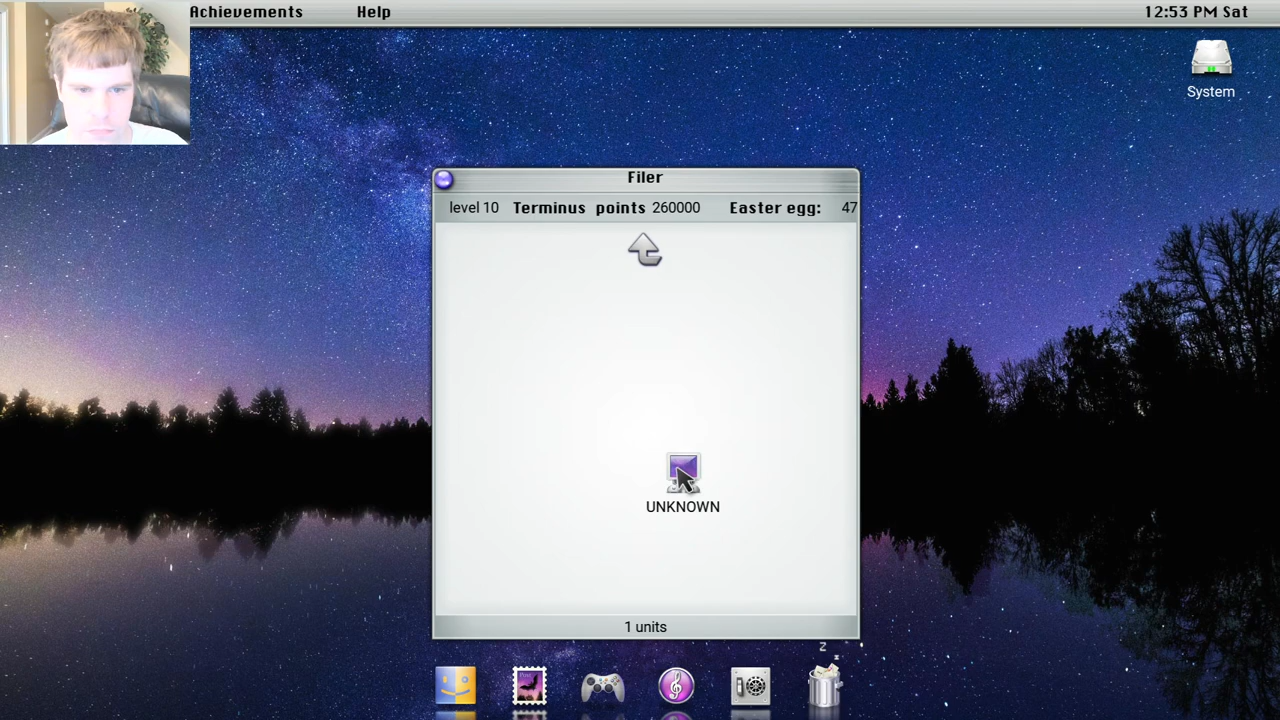 Achievements Help 12:53 PM Sat
System
Filer
level 10 Terminus points 260000 Easter egg: 47
UNKNOWN
1 units